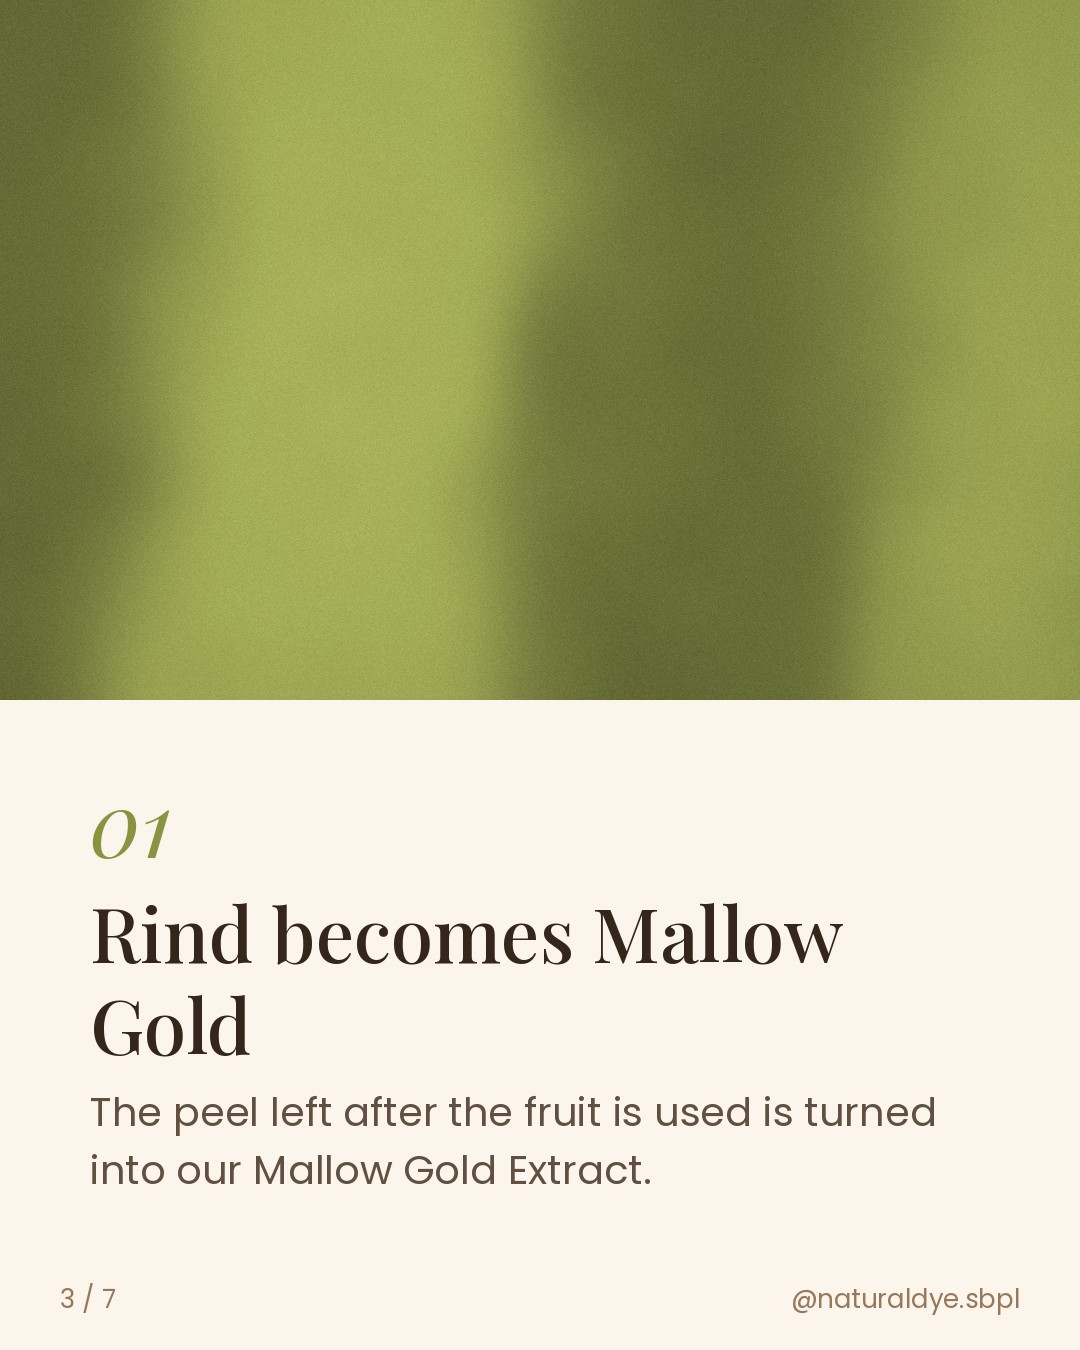 01
Rind becomes Mallow
Gold
The peel left after the fruit is used is turned
into our Mallow Gold Extract.
3 / 7
@naturaldye.sbpl